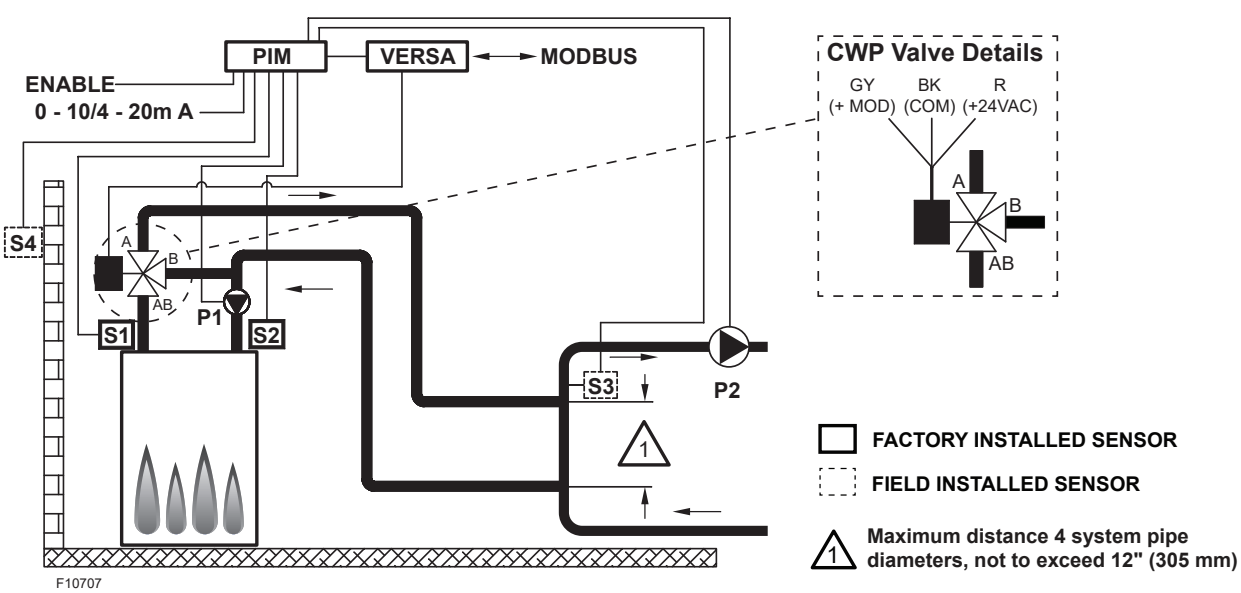 PIM
VERSA
MODBUS
ENABLE
0 - 10/4 - 20m A
CWP Valve Details
GY
(+ MOD)
BK
(COM)
R
(+24VAC)
A
B
AB
S4
A
B
AB
S1
P1
S2
S3
P2
1
FACTORY INSTALLED SENSOR
FIELD INSTALLED SENSOR
1
Maximum distance 4 system pipe
diameters, not to exceed 12" (305 mm)
F10707